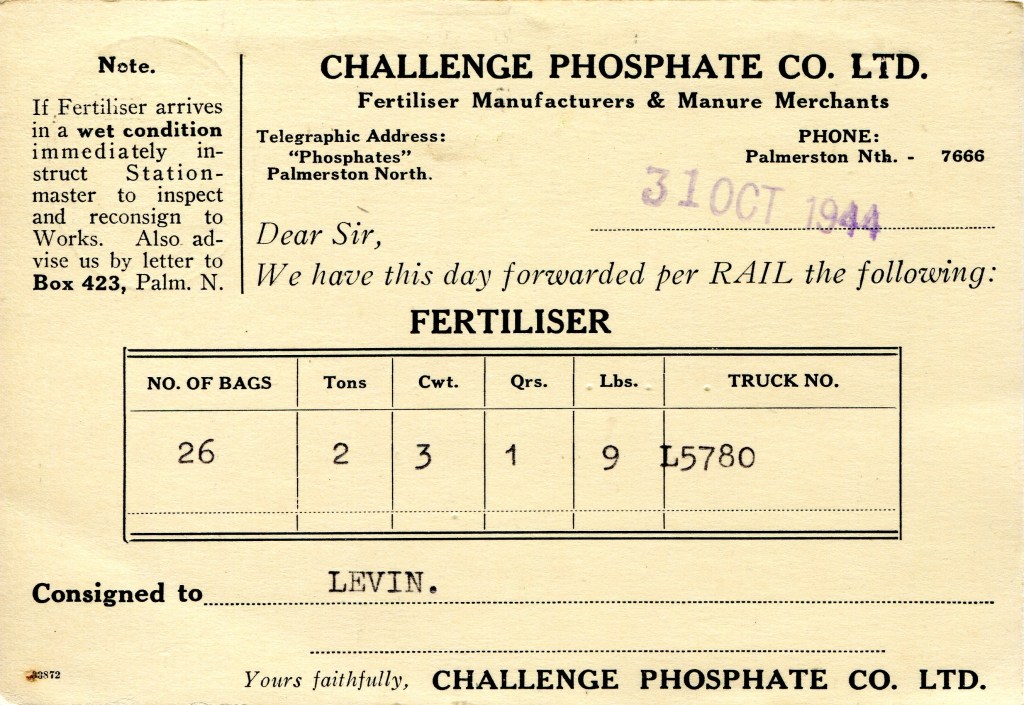 Note.
If Fertiliser arrives
in a wet condition
immediately in-
struct Station-
master to inspect
and reconsign to
Works. Also ad-
vise us by letter to
Box 423, Palm. N.
CHALLENGE PHOSPHATE CO. LTD.
Fertiliser Manufacturers & Manure Merchants
Telegraphic Address:
"Phosphates"
Palmerston North.
PHONE:
Palmerston Nth. - 7666
31 OCT 1944
Dear Sir,
We have this day forwarded per RAIL the following:
FERTILISER
NO. OF BAGS Tons Cwt. Qrs. Lbs. TRUCK NO.
26 2 3 1 9 L5780
Consigned to LEVIN.
Yours faithfully, CHALLENGE PHOSPHATE CO. LTD.